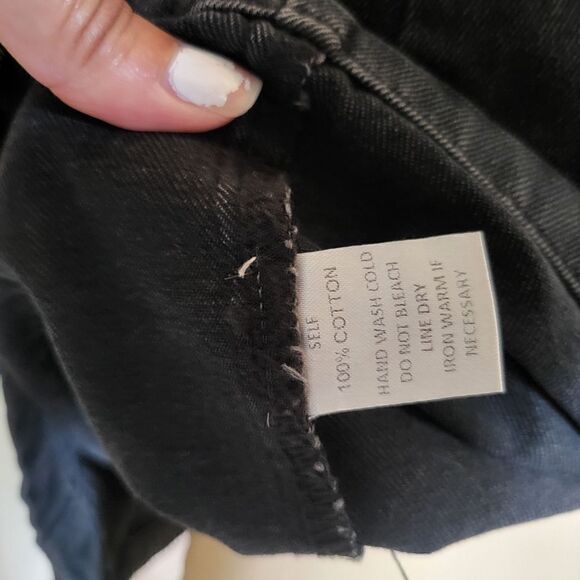 SELF
100% COTTON
HAND WASH COLD
DO NOT BLEACH
LINE DRY
IRON WARM IF
NECESSARY